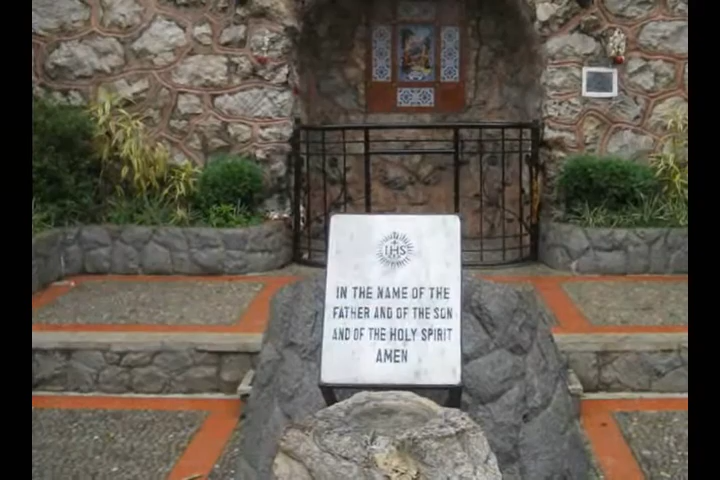 IHS
IN THE NAME OF THE
FATHER AND OF THE SON
AND OF THE HOLY SPIRIT
AMEN